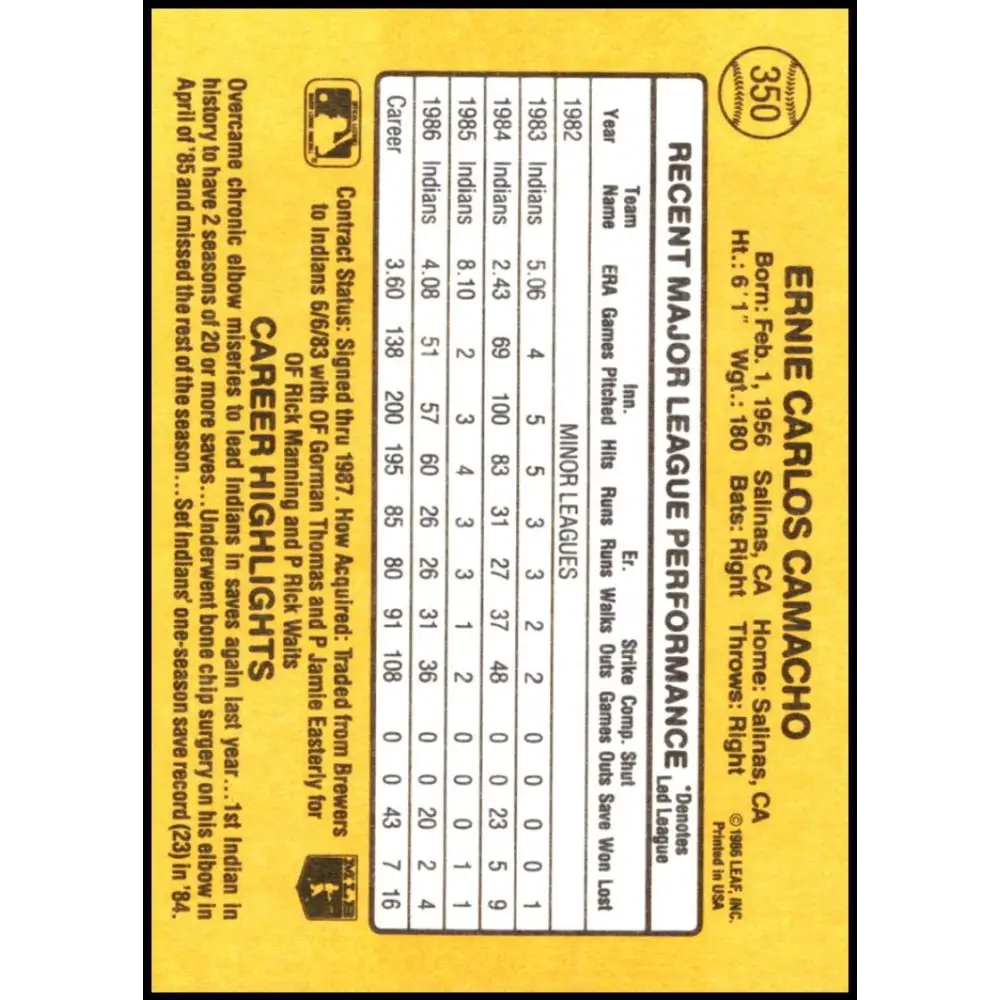 350
ERNIE CARLOS CAMACHO
Born: Feb. 1, 1956 Salinas, CA Home: Salinas, CA
Ht.: 6'1" Wgt.: 180 Bats: Right Throws: Right
©1986 LEAF, INC.
Printed in USA
RECENT MAJOR LEAGUE PERFORMANCE *Denotes
Led League
Team Inn. Er. Strike Comp. Shut
Year Name ERA Games Pitched Hits Runs Runs Walks Outs Games Outs Save Won Lost
1982 MINOR LEAGUES
1983 Indians 5.06 4 5 5 3 3 2 2 0 0 0 0 1
1984 Indians 2.43 69 100 83 31 27 37 48 0 0 23 5 9
1985 Indians 8.10 2 3 4 3 3 1 2 0 0 0 1 1
1986 Indians 4.08 51 57 60 26 26 31 36 0 0 20 2 4
Career 3.60 138 200 195 85 80 91 108 0 0 43 7 16
Contract Status: Signed thru 1987. How Acquired: Traded from Brewers
to Indians 6/6/83 with OF Gorman Thomas and P Jamie Easterly for
OF Rick Manning and P Rick Waits
MLB
CAREER HIGHLIGHTS
Overcame chronic elbow miseries to lead Indians in saves again last year...1st Indian in
history to have 2 seasons of 20 or more saves...Underwent bone chip surgery on his elbow in
April of '85 and missed the rest of the season...Set Indians' one-season save record (23) in '84.